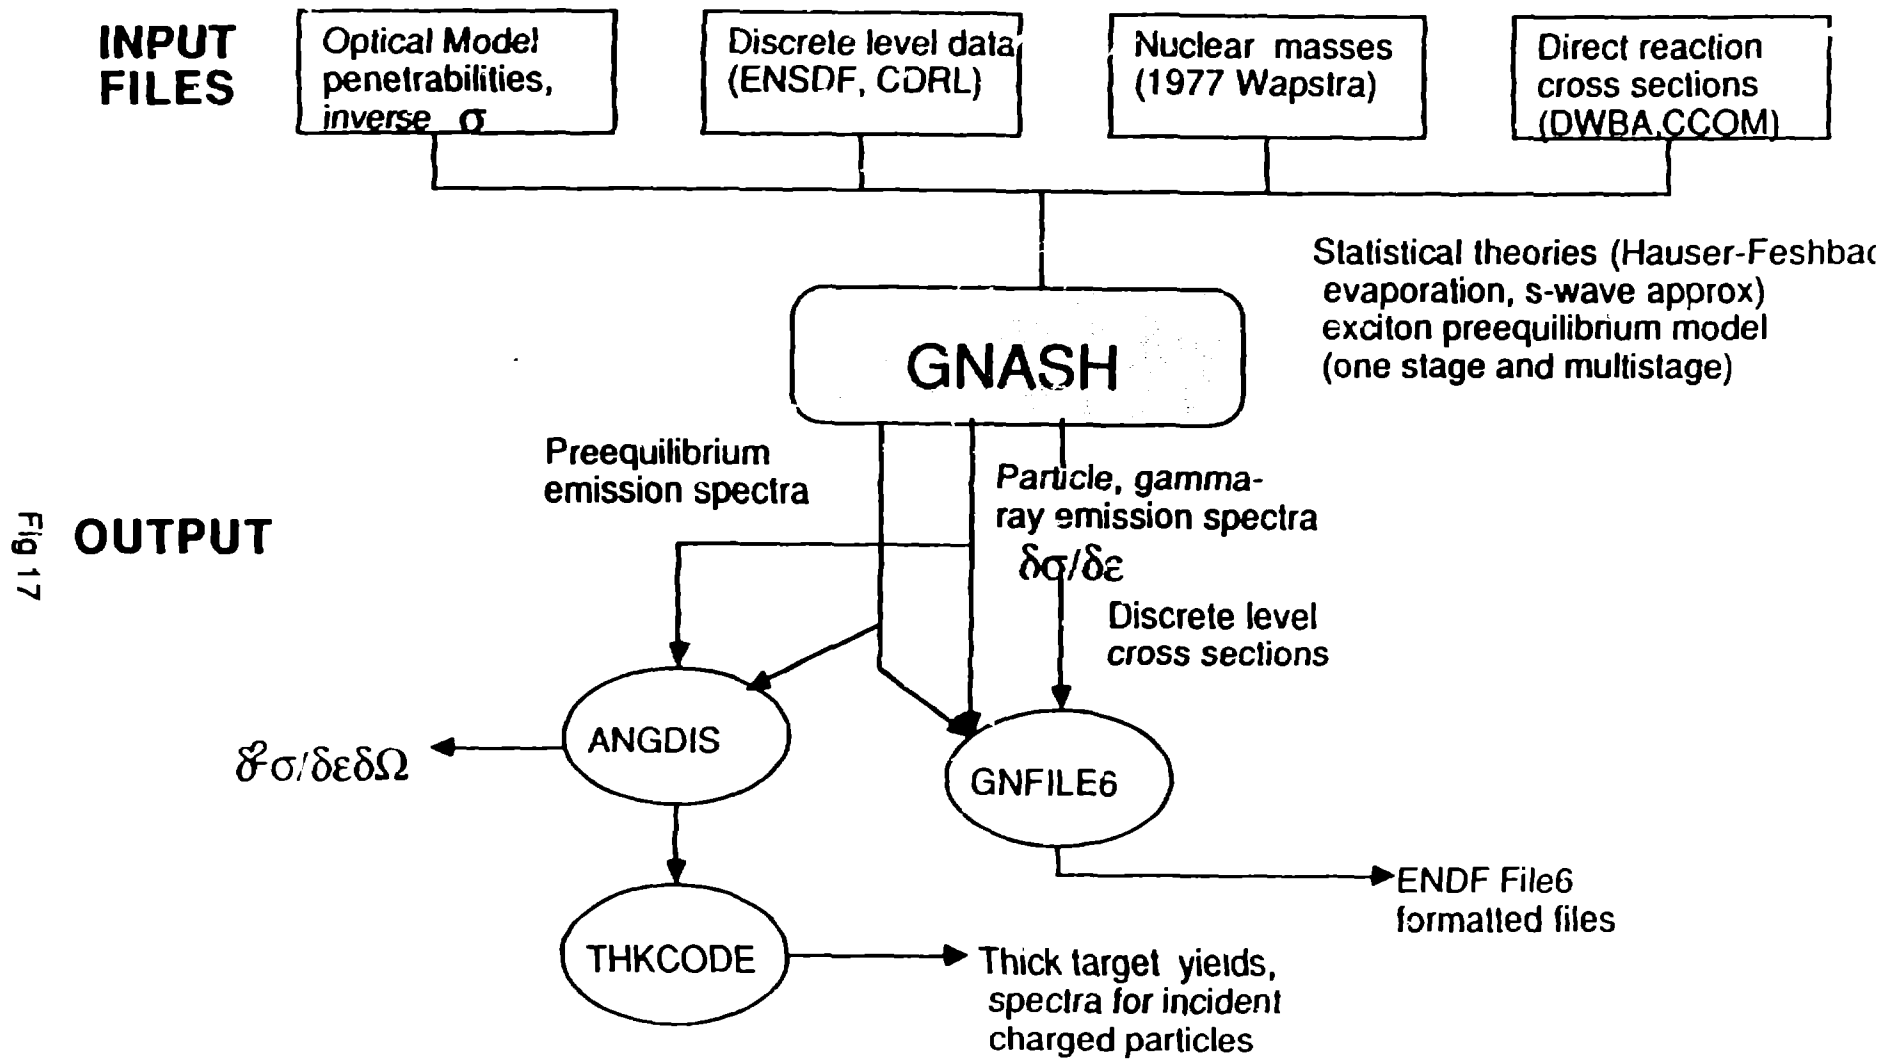 INPUT
FILES
Optical Model
penetrabilities,
inverse σ
Discrete level data
(ENSDF, CDRL)
Nuclear masses
(1977 Wapstra)
Direct reaction
cross sections
(DWBA,CCOM)
Statistical theories (Hauser-Feshbac
evaporation, s-wave approx)
exciton preequilibrium model
(one stage and multistage)
GNASH
Preequilibrium
emission spectra
Particle, gamma-
ray emission spectra
δσ/δε
Fig 17
OUTPUT
Discrete level
cross sections
ANGDIS
δ²σ/δεδΩ
GNFILE6
ENDF File6
formatted files
THKCODE
Thick target yields,
spectra for incident
charged particles